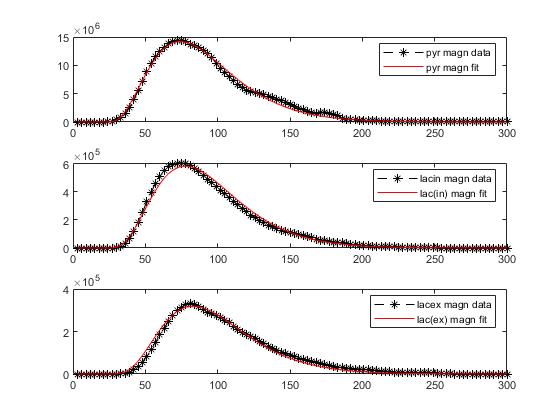 ×10⁶
15
10
5
0
0 50 100 150 200 250 300
pyr magn data
pyr magn fit
×10⁵
6
4
2
0
0 50 100 150 200 250 300
lacin magn data
lac(in) magn fit
×10⁵
4
2
0
0 50 100 150 200 250 300
lacex magn data
lac(ex) magn fit